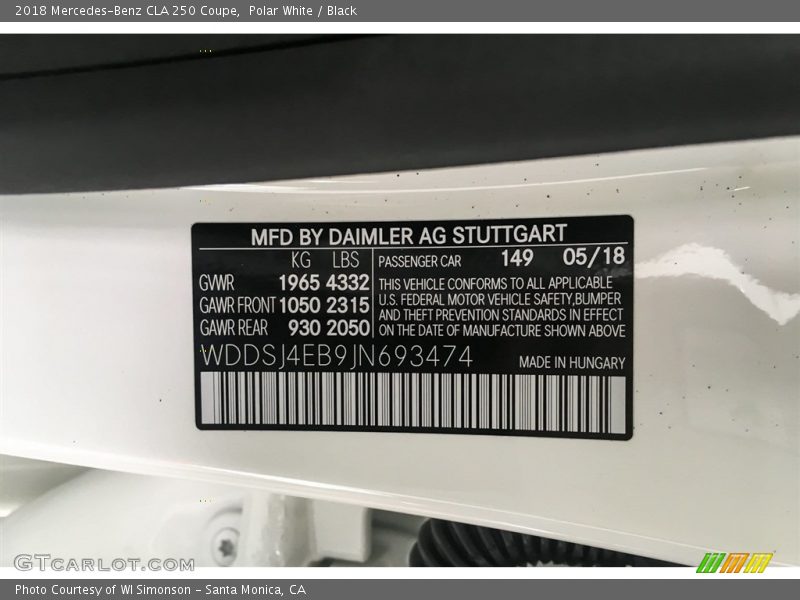 2018 Mercedes-Benz CLA 250 Coupe, Polar White / Black
MFD BY DAIMLER AG STUTTGART
KG LBS
GWR 1965 4332
GAWR FRONT 1050 2315
GAWR REAR 930 2050
PASSENGER CAR 149 05/18
THIS VEHICLE CONFORMS TO ALL APPLICABLE
U.S. FEDERAL MOTOR VEHICLE SAFETY,BUMPER
AND THEFT PREVENTION STANDARDS IN EFFECT
ON THE DATE OF MANUFACTURE SHOWN ABOVE
WDDSJ4EB9JN693474 MADE IN HUNGARY
GTcarlot.com
Photo Courtesy of WI Simonson - Santa Monica, CA